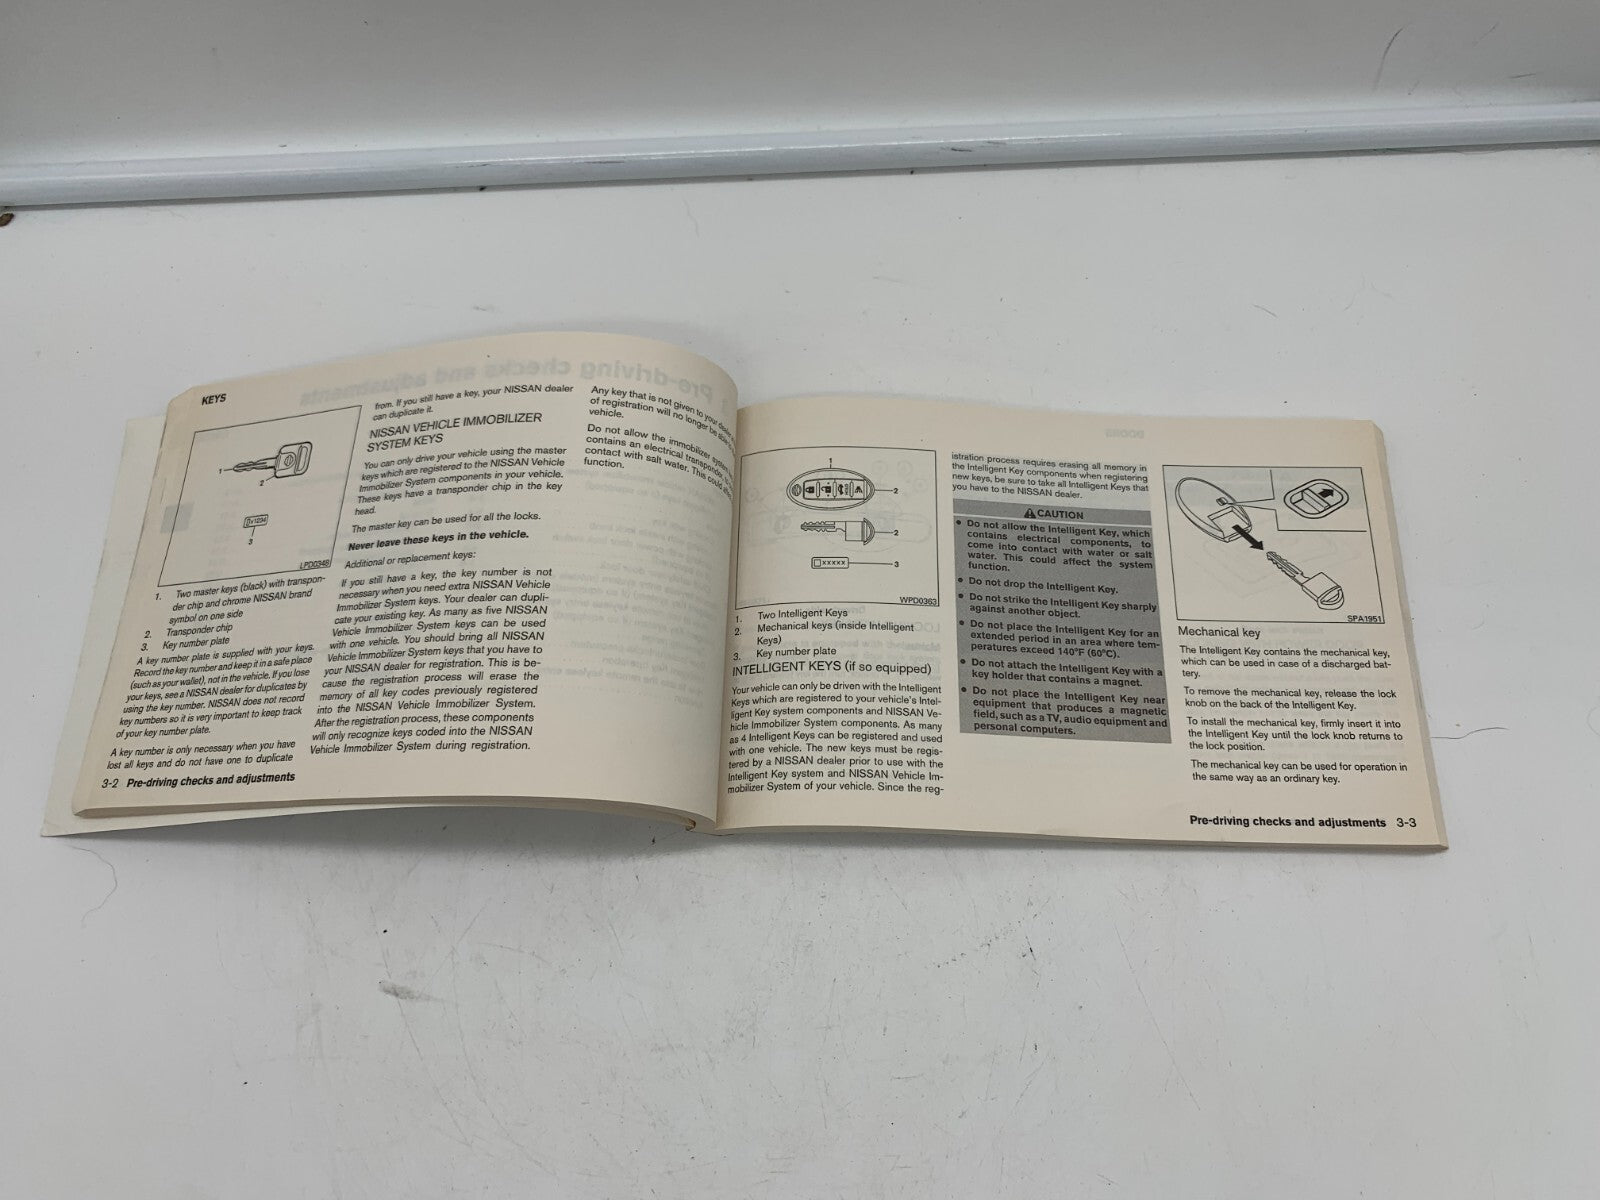 KEYS
1
2
0V1234
3
LPD0348
1. Two master keys (black) with transpon-
der chip and chrome NISSAN brand
symbol on one side
2. Transponder chip
3. Key number plate
A key number plate is supplied with your keys.
Record the key number and keep it in a safe place
(such as your wallet), not in the vehicle. If you lose
your keys, see a NISSAN dealer for duplicates by
using the key number. NISSAN does not record
key numbers so it is very important to keep track
of your key number plate.
A key number is only necessary when you have
lost all keys and do not have one to duplicate
3-2 Pre-driving checks and adjustments
from. If you still have a key, your NISSAN dealer
can duplicate it.
NISSAN VEHICLE IMMOBILIZER
SYSTEM KEYS
You can only drive your vehicle using the master
keys which are registered to the NISSAN Vehicle
Immobilizer System components in your vehicle.
These keys have a transponder chip in the key
head.
The master key can be used for all the locks.
Never leave these keys in the vehicle.
Additional or replacement keys:
If you still have a key, the key number is not
necessary when you need extra NISSAN Vehicle
Immobilizer System keys. Your dealer can dupli-
cate your existing key. As many as five NISSAN
Vehicle Immobilizer System keys can be used
with one vehicle. You should bring all NISSAN
Vehicle Immobilizer System keys that you have to
your NISSAN dealer for registration. This is be-
cause the registration process will erase the
memory of all key codes previously registered
into the NISSAN Vehicle Immobilizer System.
After the registration process, these components
will only recognize keys coded into the NISSAN
Vehicle Immobilizer System during registration.
Any key that is not given to your dealer
of registration will no longer be able
vehicle.
Do not allow the immobilizer system
contains an electrical transponder, to
contact with salt water. This could affect
function.
1
2
2
xxxxx
3
WPD0363
1. Two Intelligent Keys
2. Mechanical keys (inside Intelligent
Keys)
3. Key number plate
INTELLIGENT KEYS (if so equipped)
Your vehicle can only be driven with the Intelligent
Keys which are registered to your vehicle's Intel-
ligent Key system components and NISSAN Ve-
hicle Immobilizer System components. As many
as 4 Intelligent Keys can be registered and used
with one vehicle. The new keys must be regis-
tered by a NISSAN dealer prior to use with the
Intelligent Key system and NISSAN Vehicle Im-
mobilizer System of your vehicle. Since the reg-
istration process requires erasing all memory in
the Intelligent Key components when registering
new keys, be sure to take all Intelligent Keys that
you have to the NISSAN dealer.
CAUTION
● Do not allow the Intelligent Key, which
contains electrical components, to
come into contact with water or salt
water. This could affect the system
function.
● Do not drop the Intelligent Key.
● Do not strike the Intelligent Key sharply
against another object.
● Do not place the Intelligent Key for an
extended period in an area where tem-
peratures exceed 140°F (60°C).
● Do not attach the Intelligent Key with a
key holder that contains a magnet.
● Do not place the Intelligent Key near
equipment that produces a magnetic
field, such as a TV, audio equipment and
personal computers.
SPA1951
Mechanical key
The Intelligent Key contains the mechanical key,
which can be used in case of a discharged bat-
tery.
To remove the mechanical key, release the lock
knob on the back of the Intelligent Key.
To install the mechanical key, firmly insert it into
the Intelligent Key until the lock knob returns to
the lock position.
The mechanical key can be used for operation in
the same way as an ordinary key.
Pre-driving checks and adjustments 3-3